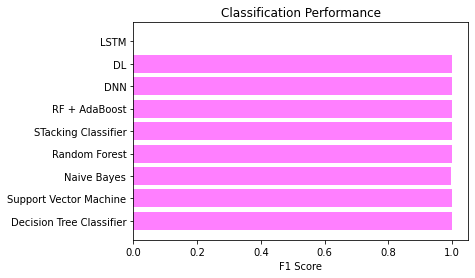 Classification Performance
LSTM
DL
DNN
RF + AdaBoost
STacking Classifier
Random Forest
Naive Bayes
Support Vector Machine
Decision Tree Classifier
0.0 0.2 0.4 0.6 0.8 1.0
F1 Score